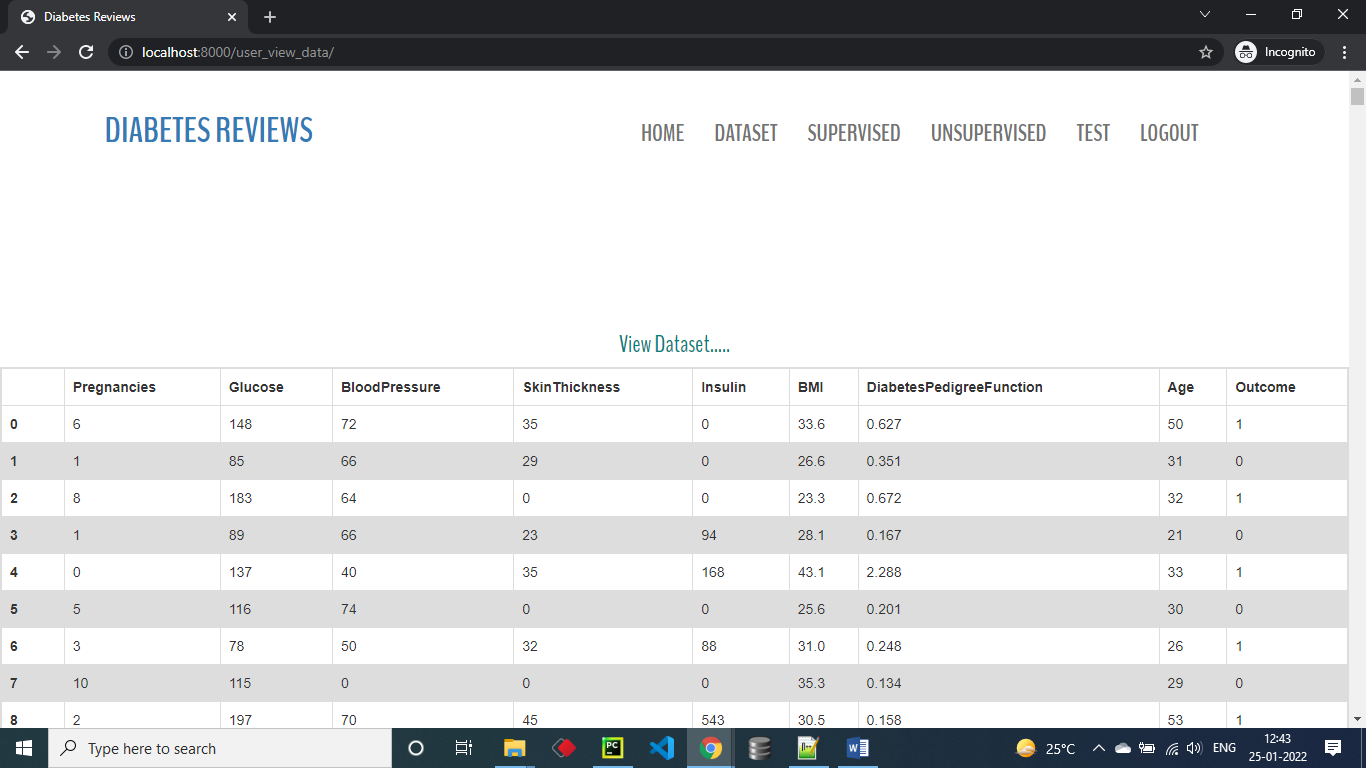 Diabetes Reviews
localhost:8000/user_view_data/
Incognito
DIABETES REVIEWS
HOME DATASET SUPERVISED UNSUPERVISED TEST LOGOUT
View Dataset.....
Pregnancies Glucose BloodPressure SkinThickness Insulin BMI DiabetesPedigreeFunction Age Outcome
0 6 148 72 35 0 33.6 0.627 50 1
1 1 85 66 29 0 26.6 0.351 31 0
2 8 183 64 0 0 23.3 0.672 32 1
3 1 89 66 23 94 28.1 0.167 21 0
4 0 137 40 35 168 43.1 2.288 33 1
5 5 116 74 0 0 25.6 0.201 30 0
6 3 78 50 32 88 31.0 0.248 26 1
7 10 115 0 0 0 35.3 0.134 29 0
8 2 197 70 45 543 30.5 0.158 53 1
Type here to search
PC
W
25°C
ENG
12:43
25-01-2022